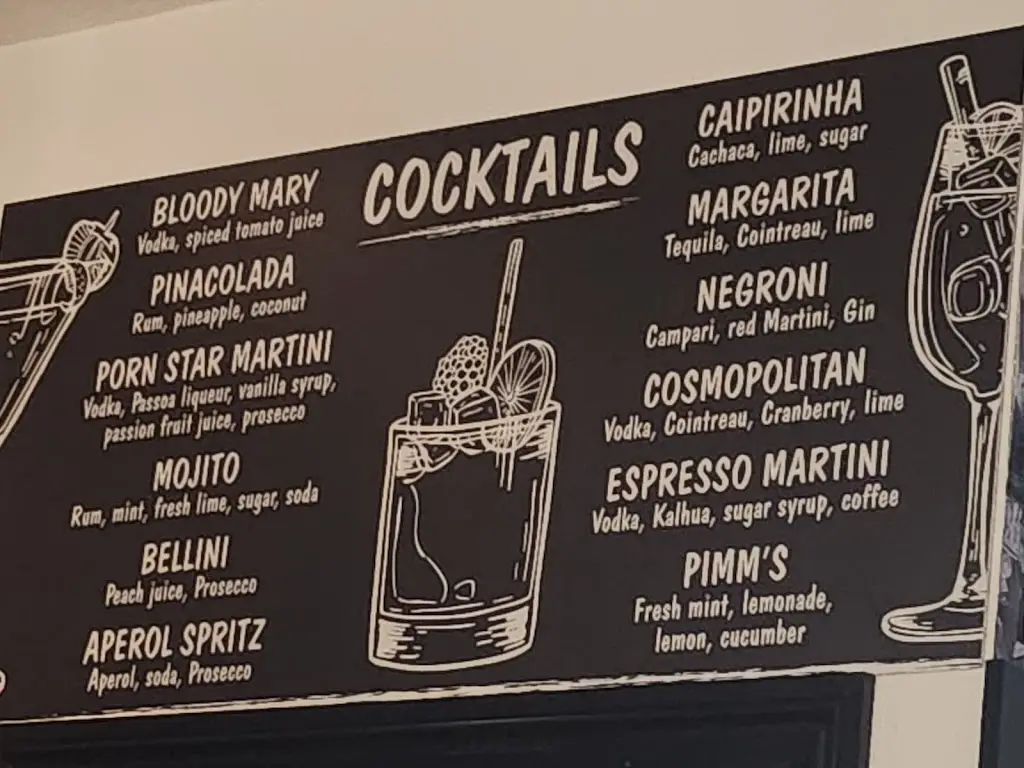 COCKTAILS
BLOODY MARY
Vodka, spiced tomato juice
PINACOLADA
Rum, pineapple, coconut
PORN STAR MARTINI
Vodka, Passoa liqueur, vanilla syrup,
passion fruit juice, prosecco
MOJITO
Rum, mint, fresh lime, sugar, soda
BELLINI
Peach juice, Prosecco
APEROL SPRITZ
Aperol, soda, Prosecco
CAIPIRINHA
Cachaca, lime, sugar
MARGARITA
Tequila, Cointreau, lime
NEGRONI
Campari, red Martini, Gin
COSMOPOLITAN
Vodka, Cointreau, Cranberry, lime
ESPRESSO MARTINI
Vodka, Kalhua, sugar syrup, coffee
PIMM'S
Fresh mint, lemonade,
lemon, cucumber